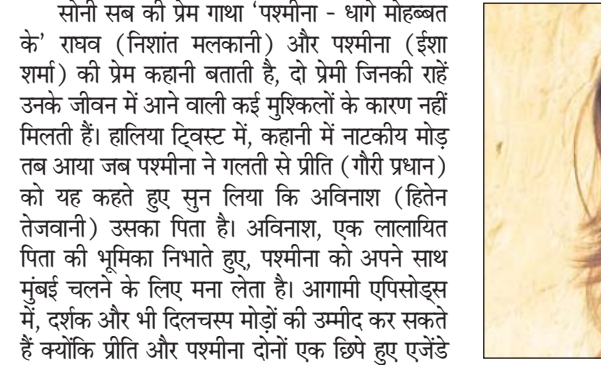 सोनी सब की प्रेम गाथा ‘पश्मीना - धागे मोहब्बत
के’ राघव (निशांत मलकानी) और पश्मीना (ईशा
शर्मा) की प्रेम कहानी बताती है, दो प्रेमी जिनकी राहें
उनके जीवन में आने वाली कई मुश्किलों के कारण नहीं
मिलती हैं। हालिया ट्विस्ट में, कहानी में नाटकीय मोड़
तब आया जब पश्मीना ने गलती से प्रीति (गौरी प्रधान)
को यह कहते हुए सुन लिया कि अविनाश (हितेन
तेजवानी) उसका पिता है। अविनाश, एक लालायित
पिता की भूमिका निभाते हुए, पश्मीना को अपने साथ
मुंबई चलने के लिए मना लेता है। आगामी एपिसोड्स
में, दर्शक और भी दिलचस्प मोड़ों की उम्मीद कर सकते
हैं क्योंकि प्रीति और पश्मीना दोनों एक छिपे हुए एजेंडे